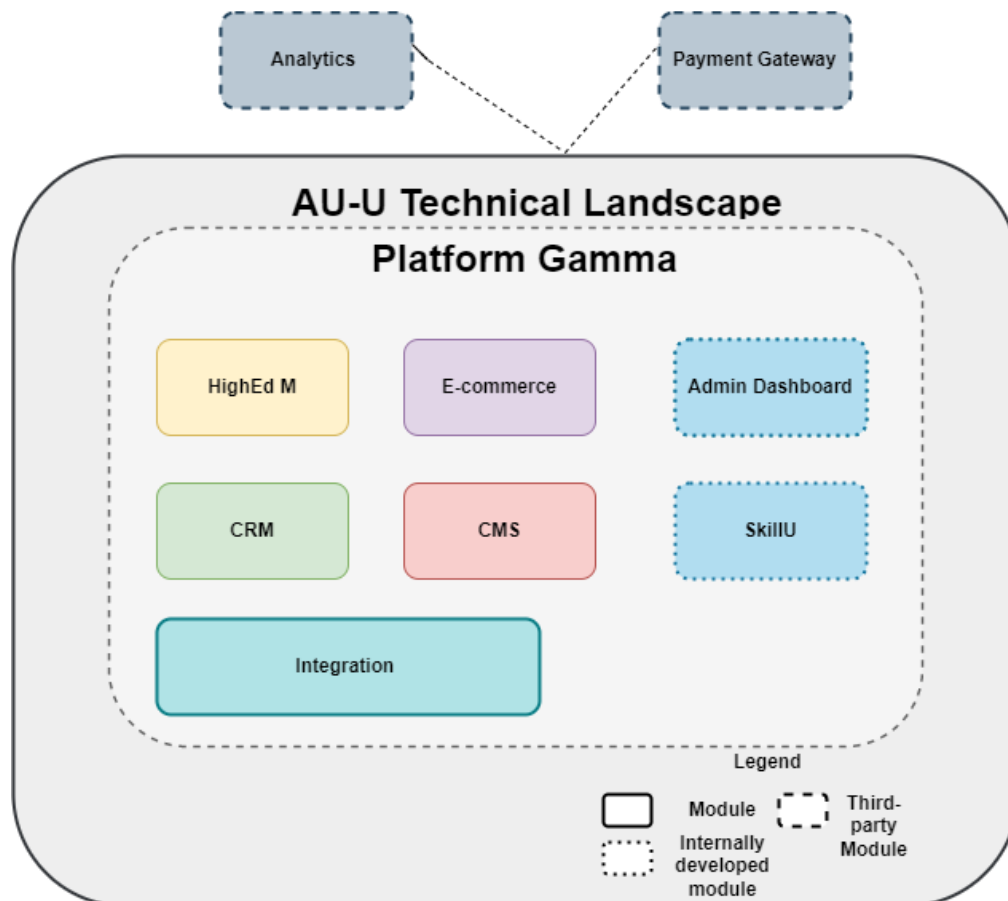 Analytics
Payment Gateway
AU-U Technical Landscape
Platform Gamma
HighEd M
E-commerce
Admin Dashboard
CRM
CMS
SkillU
Integration
Legend
Module
Third-
party
Module
Internally
developed
module